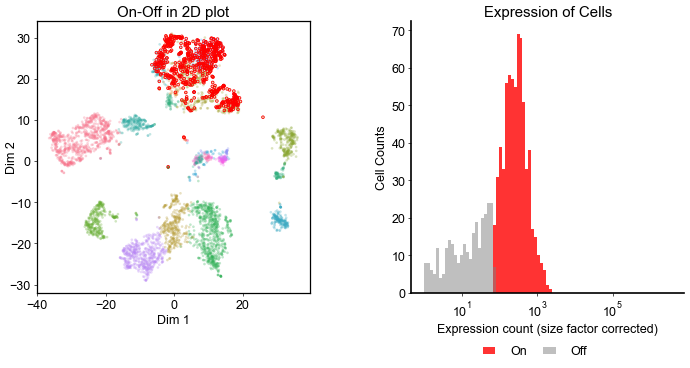 On-Off in 2D plot
30
20
10
0
−10
−20
−30
Dim 2
−40
−20
0
20
Dim 1
Expression of Cells
70
60
50
40
30
20
10
0
Cell Counts
10^1
10^3
10^5
Expression count (size factor corrected)
On
Off